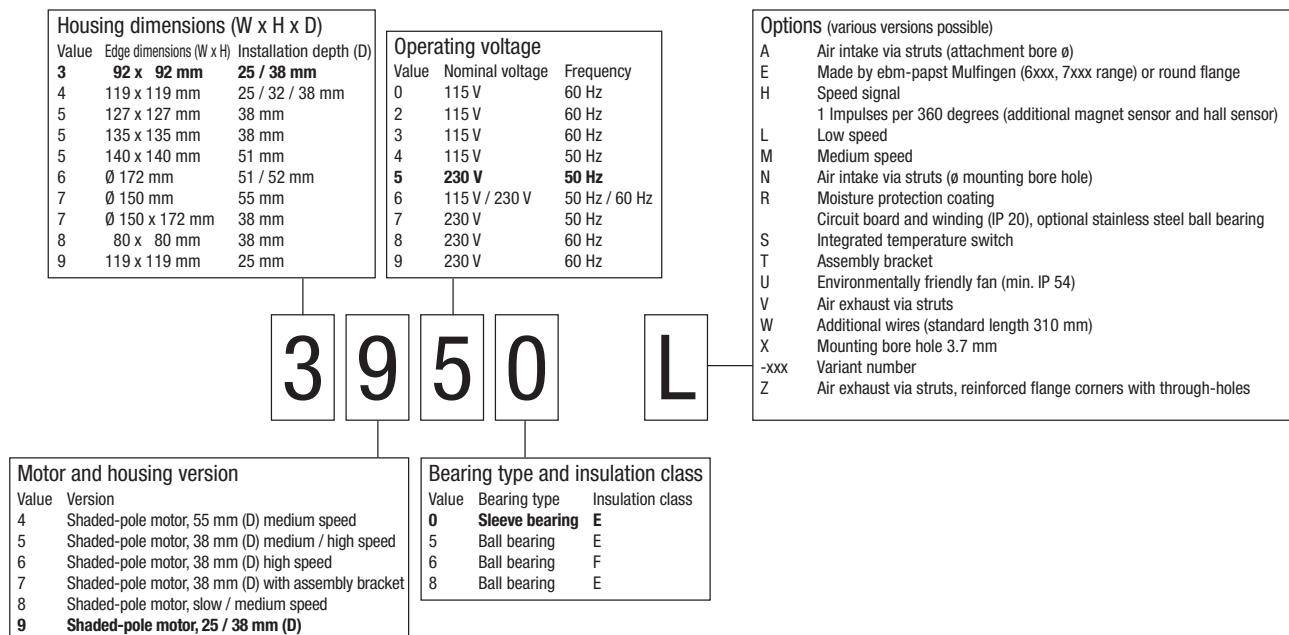 Housing dimensions (W x H x D)
Value Edge dimensions (W x H) Installation depth (D)
3 92 x 92 mm 25 / 38 mm
4 119 x 119 mm 25 / 32 / 38 mm
5 127 x 127 mm 38 mm
5 135 x 135 mm 38 mm
5 140 x 140 mm 51 mm
6 Ø 172 mm 51 / 52 mm
7 Ø 150 mm 55 mm
7 Ø 150 x 172 mm 38 mm
8 80 x 80 mm 38 mm
9 119 x 119 mm 25 mm
Operating voltage
Value Nominal voltage Frequency
0 115 V 60 Hz
2 115 V 60 Hz
3 115 V 60 Hz
4 115 V 50 Hz
5 230 V 50 Hz
6 115 V / 230 V 50 Hz / 60 Hz
7 230 V 50 Hz
8 230 V 60 Hz
9 230 V 60 Hz
Options (various versions possible)
A Air intake via struts (attachment bore ø)
E Made by ebm-papst Mulfingen (6xxx, 7xxx range) or round flange
H Speed signal
1 Impulses per 360 degrees (additional magnet sensor and hall sensor)
L Low speed
M Medium speed
N Air intake via struts (ø mounting bore hole)
R Moisture protection coating
Circuit board and winding (IP 20), optional stainless steel ball bearing
S Integrated temperature switch
T Assembly bracket
U Environmentally friendly fan (min. IP 54)
V Air exhaust via struts
W Additional wires (standard length 310 mm)
X Mounting bore hole 3.7 mm
-xxx Variant number
Z Air exhaust via struts, reinforced flange corners with through-holes
3 9 5 0 L
Motor and housing version
Value Version
4 Shaded-pole motor, 55 mm (D) medium speed
5 Shaded-pole motor, 38 mm (D) medium / high speed
6 Shaded-pole motor, 38 mm (D) high speed
7 Shaded-pole motor, 38 mm (D) with assembly bracket
8 Shaded-pole motor, slow / medium speed
9 Shaded-pole motor, 25 / 38 mm (D)
Bearing type and insulation class
Value Bearing type Insulation class
0 Sleeve bearing E
5 Ball bearing E
6 Ball bearing F
8 Ball bearing E